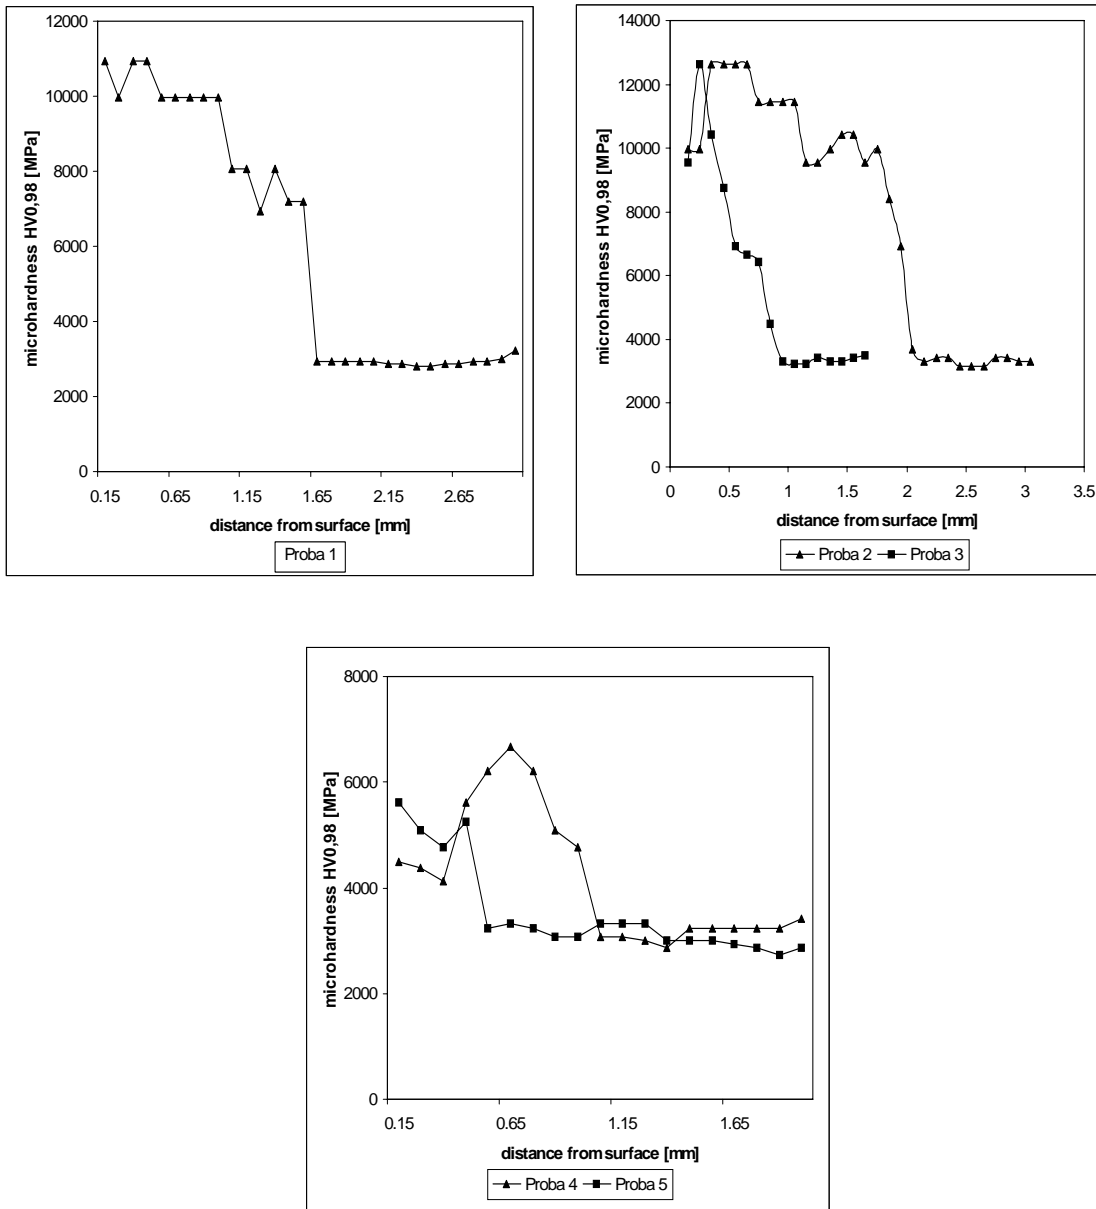 12000
10000
8000
6000
4000
2000
0
microhardness HV0,98 [MPa]
0.15 0.65 1.15 1.65 2.15 2.65
distance from surface [mm]
Proba 1
14000
12000
10000
8000
6000
4000
2000
0
microhardness HV0,98 [MPa]
0 0.5 1 1.5 2 2.5 3 3.5
distance from surface [mm]
Proba 2 Proba 3
8000
6000
4000
2000
0
microhardness HV0,98 [MPa]
0.15 0.65 1.15 1.65
distance from surface [mm]
Proba 4 Proba 5